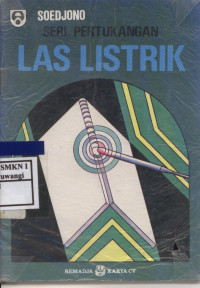 SOEDJONO
SERI PERTUKANGAN
LAS LISTRIK
SMKN 1
uwangi
REMADJA KARYA CV